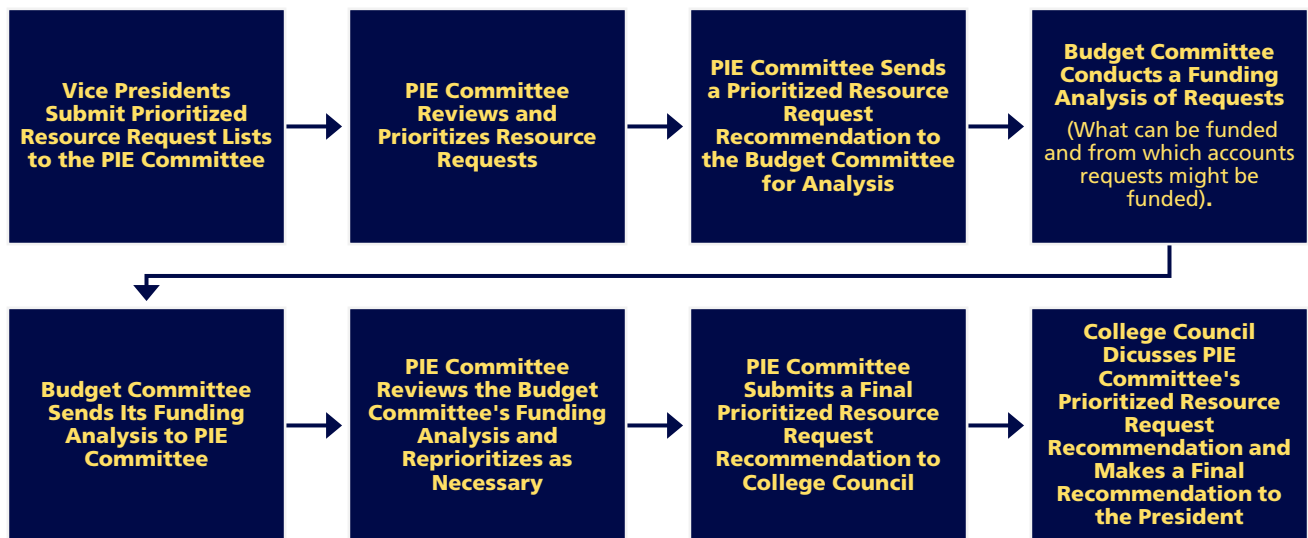 Vice Presidents
Submit Prioritized
Resource Request Lists
to the PIE Committee
PIE Committee
Reviews and
Prioritizes Resource
Requests
PIE Committee Sends
a Prioritized Resource
Request
Recommendation to
the Budget Committee
for Analysis
Budget Committee
Conducts a Funding
Analysis of Requests
(What can be funded
and from which accounts
requests might be
funded).
Budget Committee
Sends Its Funding
Analysis to PIE
Committee
PIE Committee
Reviews the Budget
Committee's Funding
Analysis and
Reprioritizes as
Necessary
PIE Committee
Submits a Final
Prioritized Resource
Request
Recommendation to
College Council
College Council
Dicusses PIE
Committee's
Prioritized Resource
Request
Recommendation and
Makes a Final
Recommendation to
the President